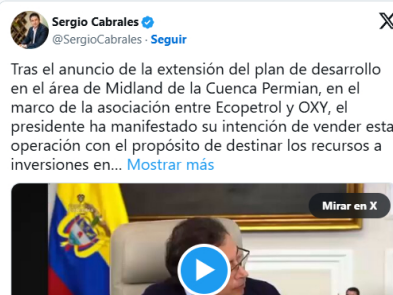 Sergio Cabrales
@SergioCabrales · Seguir
Tras el anuncio de la extensión del plan de desarrollo
en el área de Midland de la Cuenca Permian, en el
marco de la asociación entre Ecopetrol y OXY, el
presidente ha manifestado su intención de vender esta
operación con el propósito de destinar los recursos a
inversiones en... Mostrar más
Mirar en X